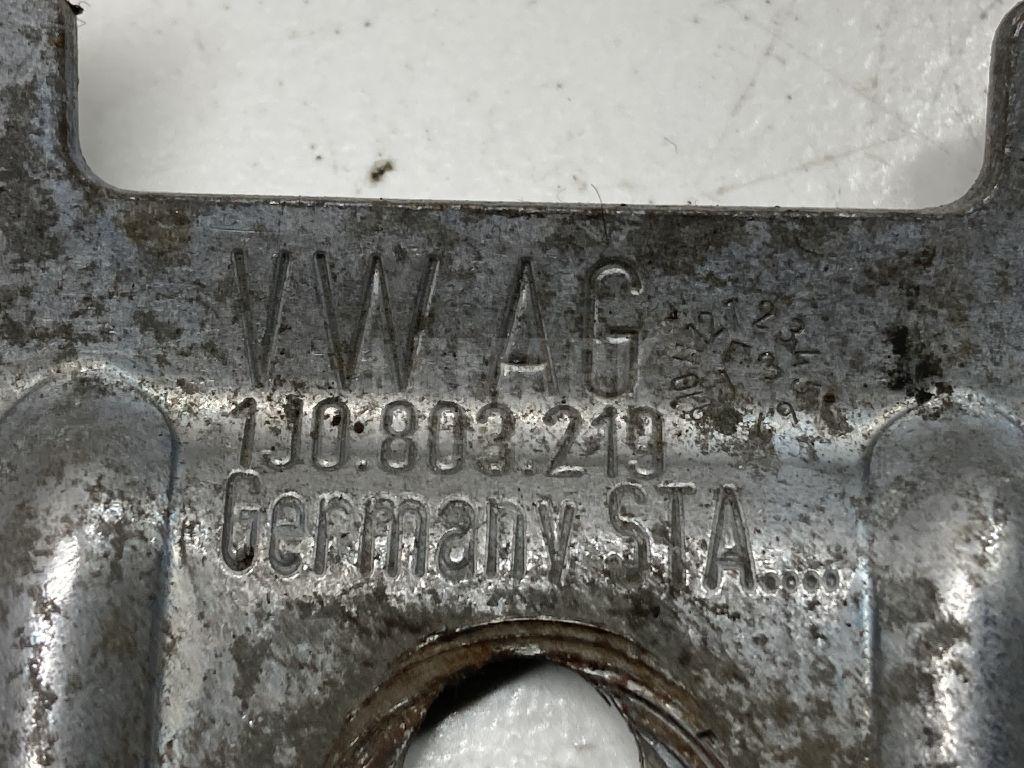 VW AG
1J0.803.219
Germany STA....